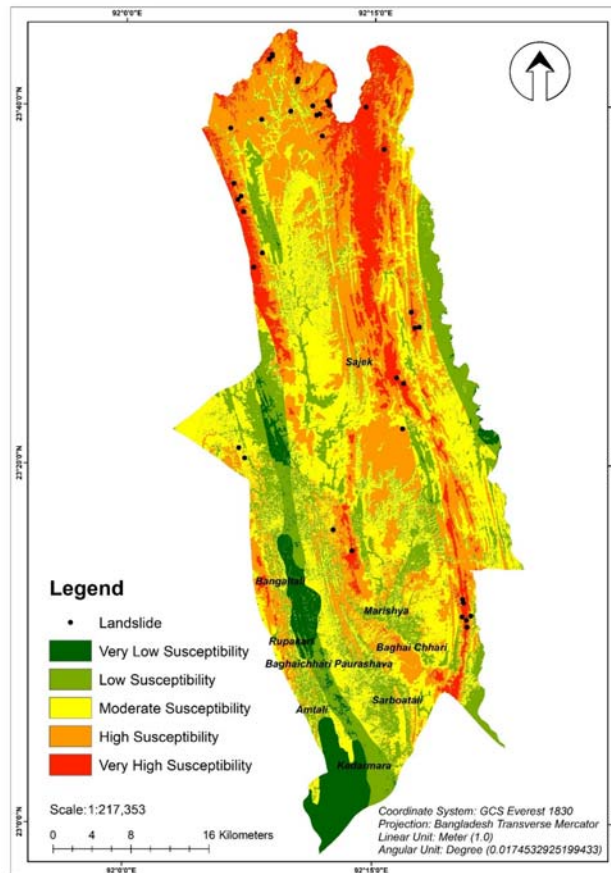 92°0'0"E
92°15'0"E
23°40'0"N
Sajek
23°20'0"N
Bangaltali
Marishya
Rupakari
Baghai Chhari
Baghaichhari Paurashava
Sarboatali
Amtali
Kedarmara
Legend
Landslide
Very Low Susceptibility
Low Susceptibility
Moderate Susceptibility
High Susceptibility
Very High Susceptibility
23°0'0"N
Scale:1:217,353
0 4 8 16 Kilometers
Coordinate System: GCS Everest 1830
Projection: Bangladesh Transverse Mercator
Linear Unit: Meter (1.0)
Angular Unit: Degree (0.0174532925199433)
92°0'0"E
92°15'0"E